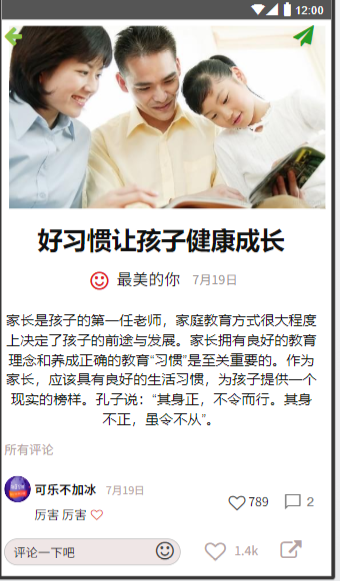 12:00
好习惯让孩子健康成长
最美的你 7月19日
家长是孩子的第一任老师，家庭教育方式很大程度
上决定了孩子的前途与发展。家长拥有良好的教育
理念和养成正确的教育“习惯”是至关重要的。作为
家长，应该具有良好的生活习惯，为孩子提供一个
现实的榜样。孔子说：“其身正，不令而行。其身
不正，虽令不从”。
所有评论
可乐不加冰 7月19日
厉害 厉害
789 2
评论一下吧 1.4k